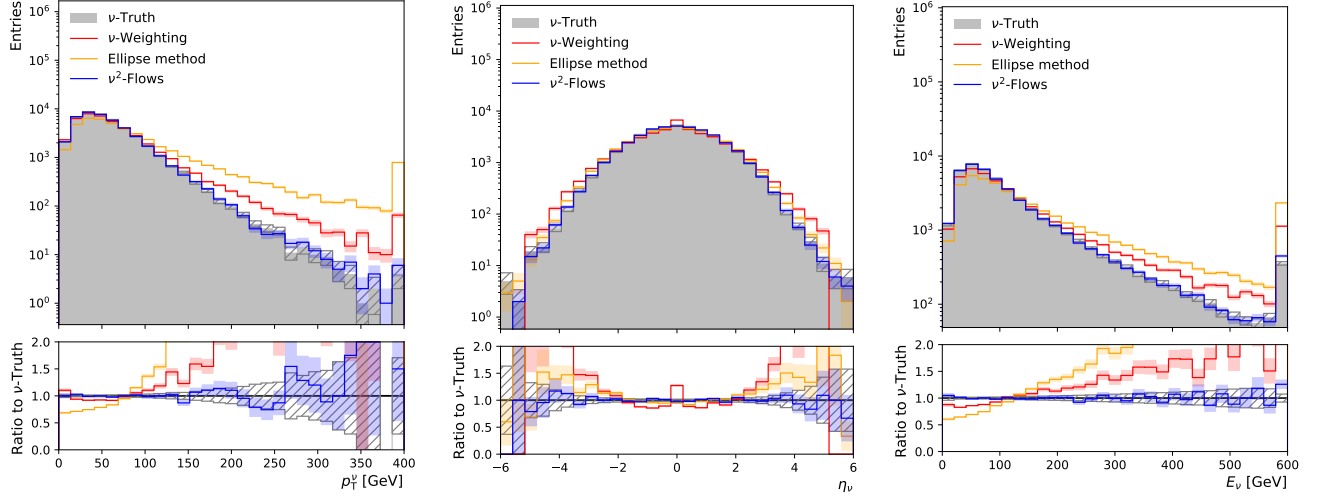 Entries
10⁶
10⁵
10⁴
10³
10²
10¹
10⁰
ν-Truth
ν-Weighting
Ellipse method
ν²-Flows
Ratio to ν-Truth
2.0
1.5
1.0
0.5
0.0
0 50 100 150 200 250 300 350 400
p_T^ν [GeV]
Entries
10⁶
10⁵
10⁴
10³
10²
10¹
10⁰
ν-Truth
ν-Weighting
Ellipse method
ν²-Flows
Ratio to ν-Truth
2.0
1.5
1.0
0.5
0.0
−6 −4 −2 0 2 4 6
η_ν
Entries
10⁶
10⁵
10⁴
10³
10²
ν-Truth
ν-Weighting
Ellipse method
ν²-Flows
Ratio to ν-Truth
2.0
1.5
1.0
0.5
0.0
0 100 200 300 400 500 600
E_ν [GeV]